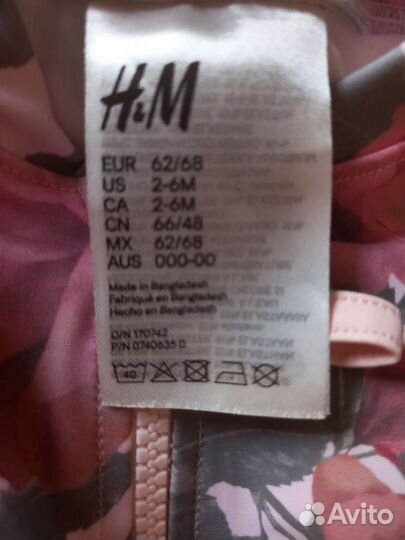 H&M
EUR 62/68
US 2-6M
CA 2-6M
CN 66/48
MX 62/68
AUS 000-00
Made in Bangladesh
Fabriqué en Bangladesh
Hecho en Bangladesh
O/N 170742
P/N 0740635 0
40
Avito